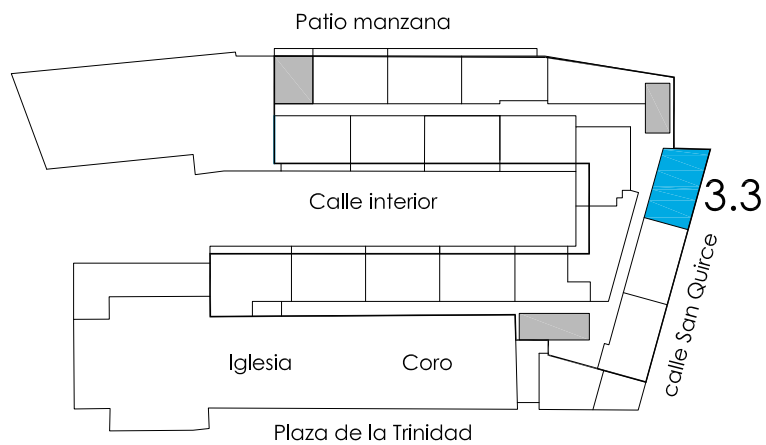 Patio manzana
3.3
Calle interior
calle San Quirce
Iglesia
Coro
Plaza de la Trinidad